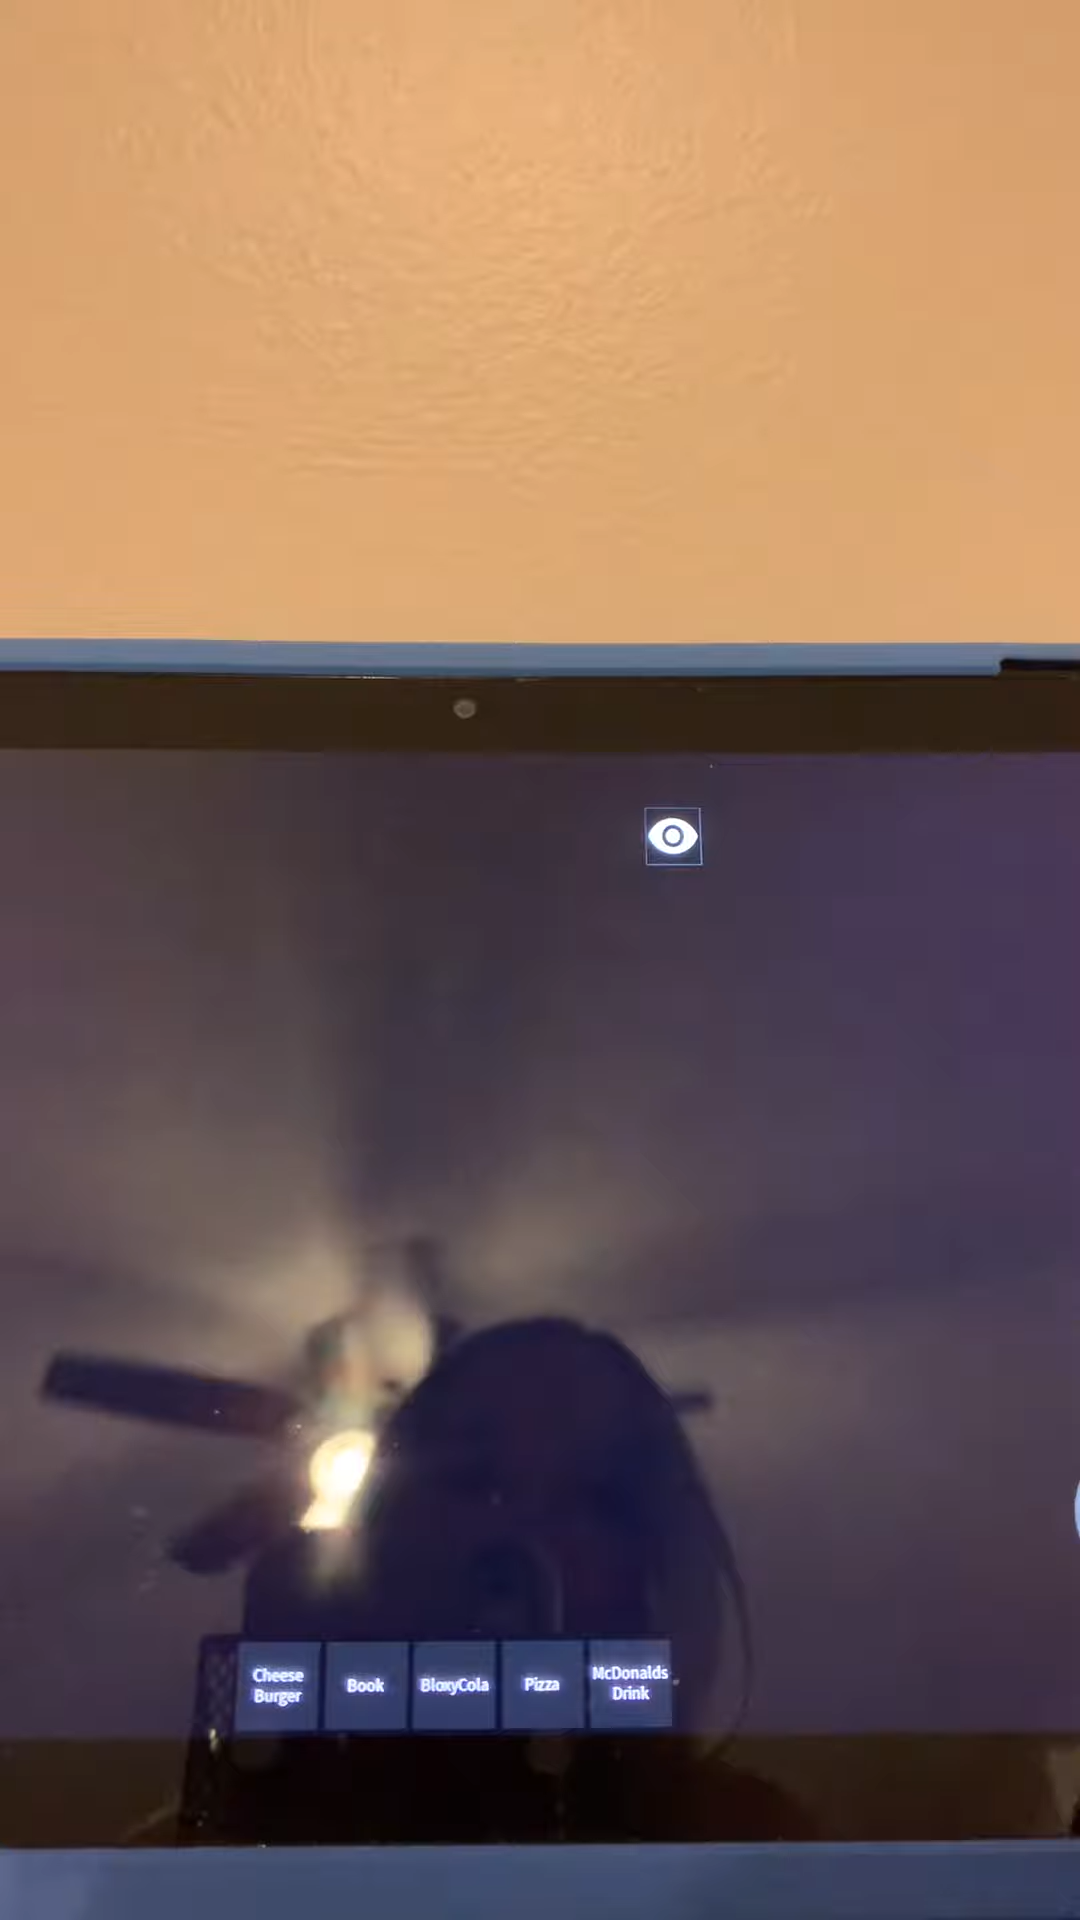 Cheese
Burger
Book
BloxyCola
Pizza
McDonalds
Drink